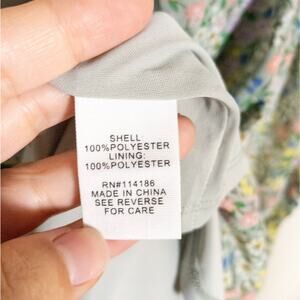 SHELL:
100%POLYESTER
LINING:
100%POLYESTER
RN#114186
MADE IN CHINA
SEE REVERSE
FOR CARE